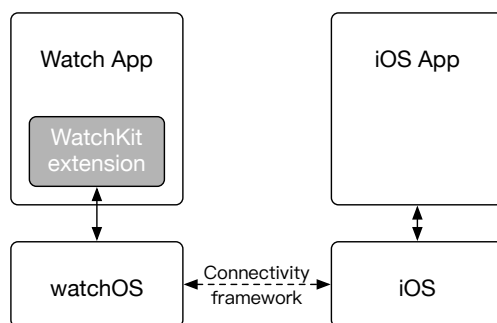 Watch App
iOS App
WatchKit
extension
watchOS
Connectivity
framework
iOS